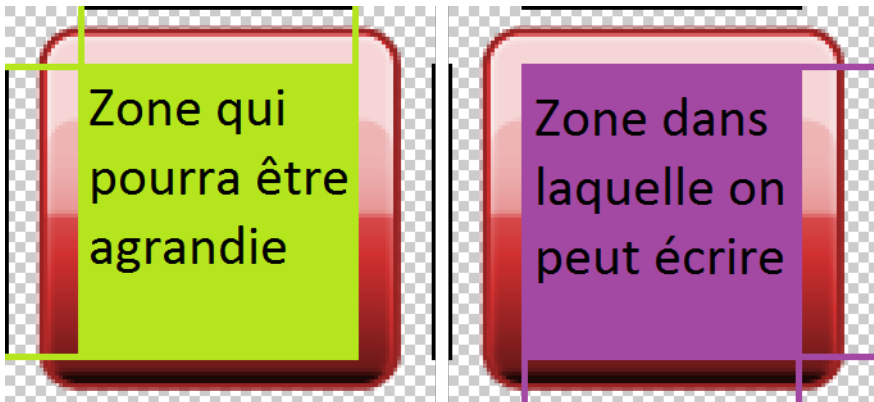 Zone qui
pourra être
agrandie
Zone dans
laquelle on
peut écrire